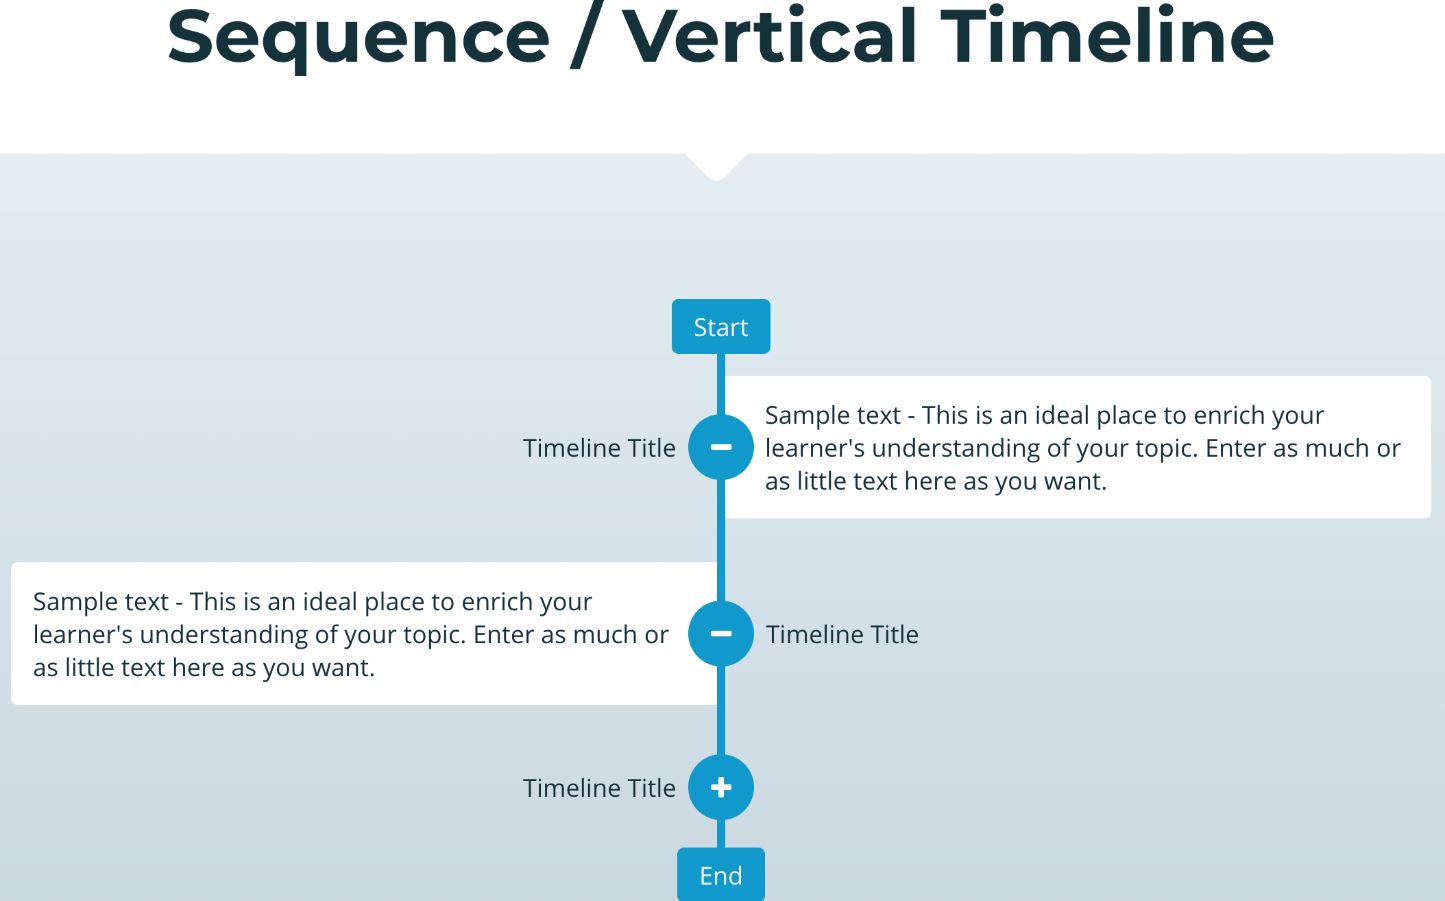 Sequence / Vertical Timeline
Start
Timeline Title
Sample text - This is an ideal place to enrich your
learner's understanding of your topic. Enter as much or
as little text here as you want.
Sample text - This is an ideal place to enrich your
learner's understanding of your topic. Enter as much or
as little text here as you want.
Timeline Title
Timeline Title
End